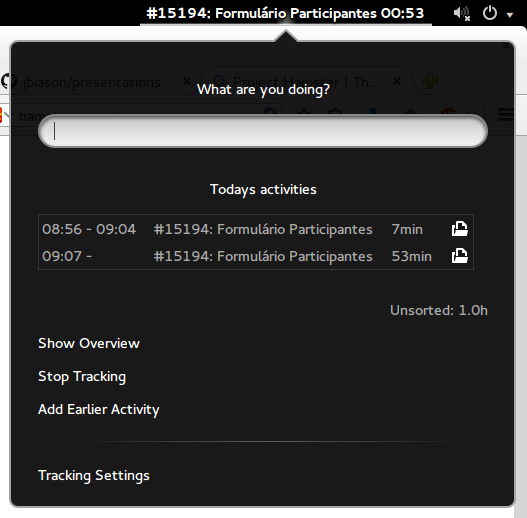 #15194: Formulário Participantes 00:53
jbiason/presentations
Project Hamster | Th...
What are you doing?
ham
Todays activities
08:56 - 09:04 #15194: Formulário Participantes 7min
09:07 - #15194: Formulário Participantes 53min
Unsorted: 1.0h
Show Overview
Stop Tracking
Add Earlier Activity
Tracking Settings